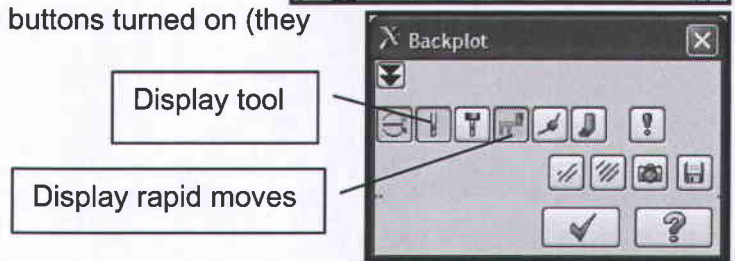 buttons turned on (they
Backplot
Display tool
Display rapid moves